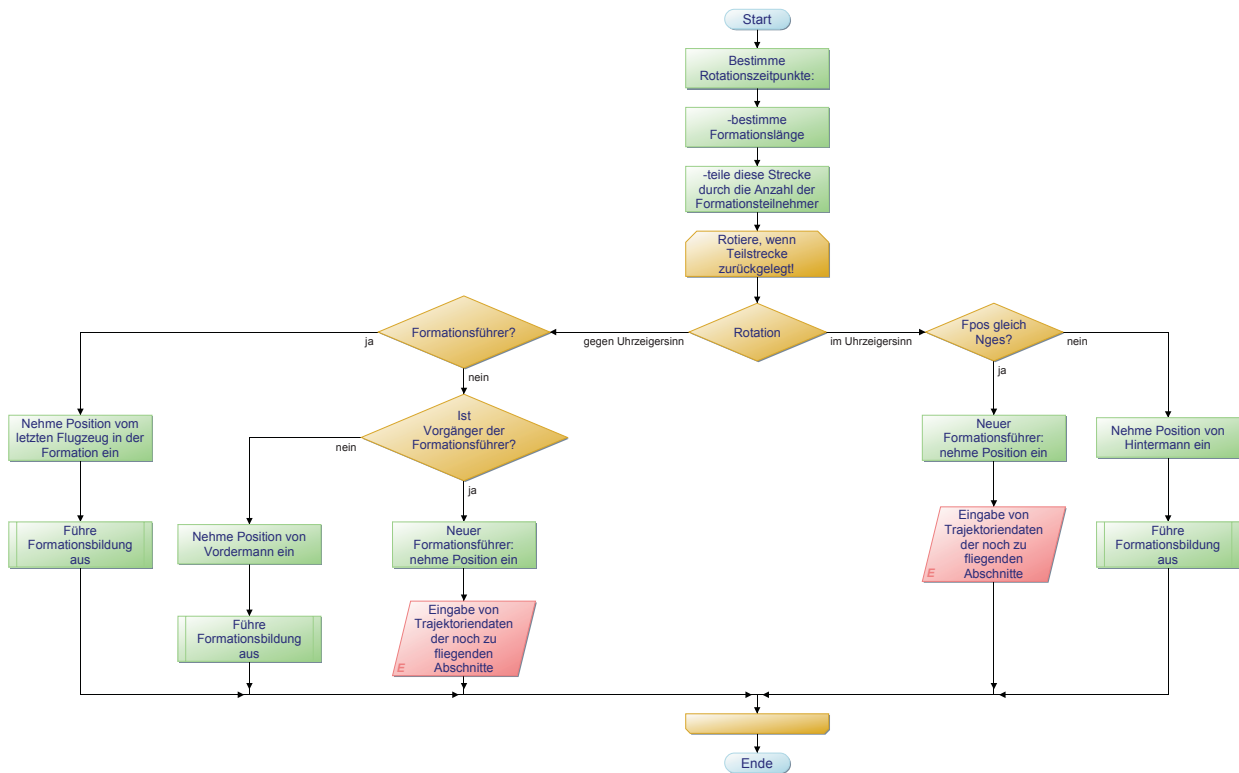 Start
Bestimme
Rotationszeitpunkte:
-bestimme
Formationslänge
-teile diese Strecke
durch die Anzahl der
Formationsteilnehmer
Rotiere, wenn
Teilstrecke
zurückgelegt!
Formationsführer?
ja
nein
gegen Uhrzeigersinn
Rotation
im Uhrzeigersinn
Fpos gleich
Nges?
nein
ja
Nehme Position vom
letzten Flugzeug in der
Formation ein
Ist
Vorgänger der
Formationsführer?
nein
ja
Neuer
Formationsführer:
nehme Position ein
Nehme Position von
Hintermann ein
Führe
Formationsbildung
aus
Nehme Position von
Vordermann ein
Neuer
Formationsführer:
nehme Position ein
Eingabe von
Trajektoriendaten
der noch zu
fliegenden
Abschnitte
E
Führe
Formationsbildung
aus
Führe
Formationsbildung
aus
Eingabe von
Trajektoriendaten
der noch zu
fliegenden
Abschnitte
E
Ende